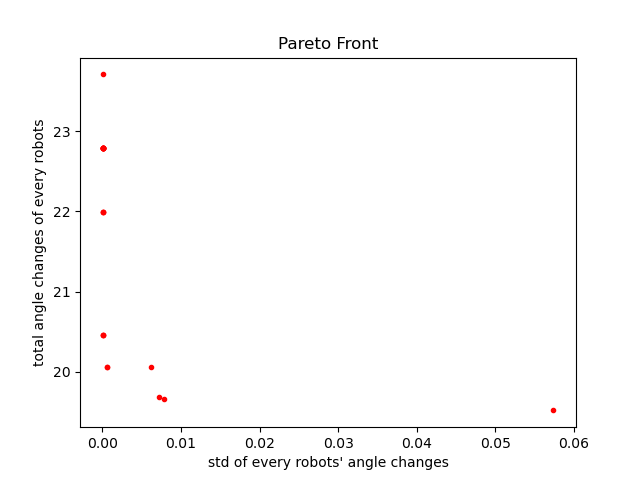 Pareto Front
total angle changes of every robots
23
22
21
20
0.00 0.01 0.02 0.03 0.04 0.05 0.06
std of every robots' angle changes